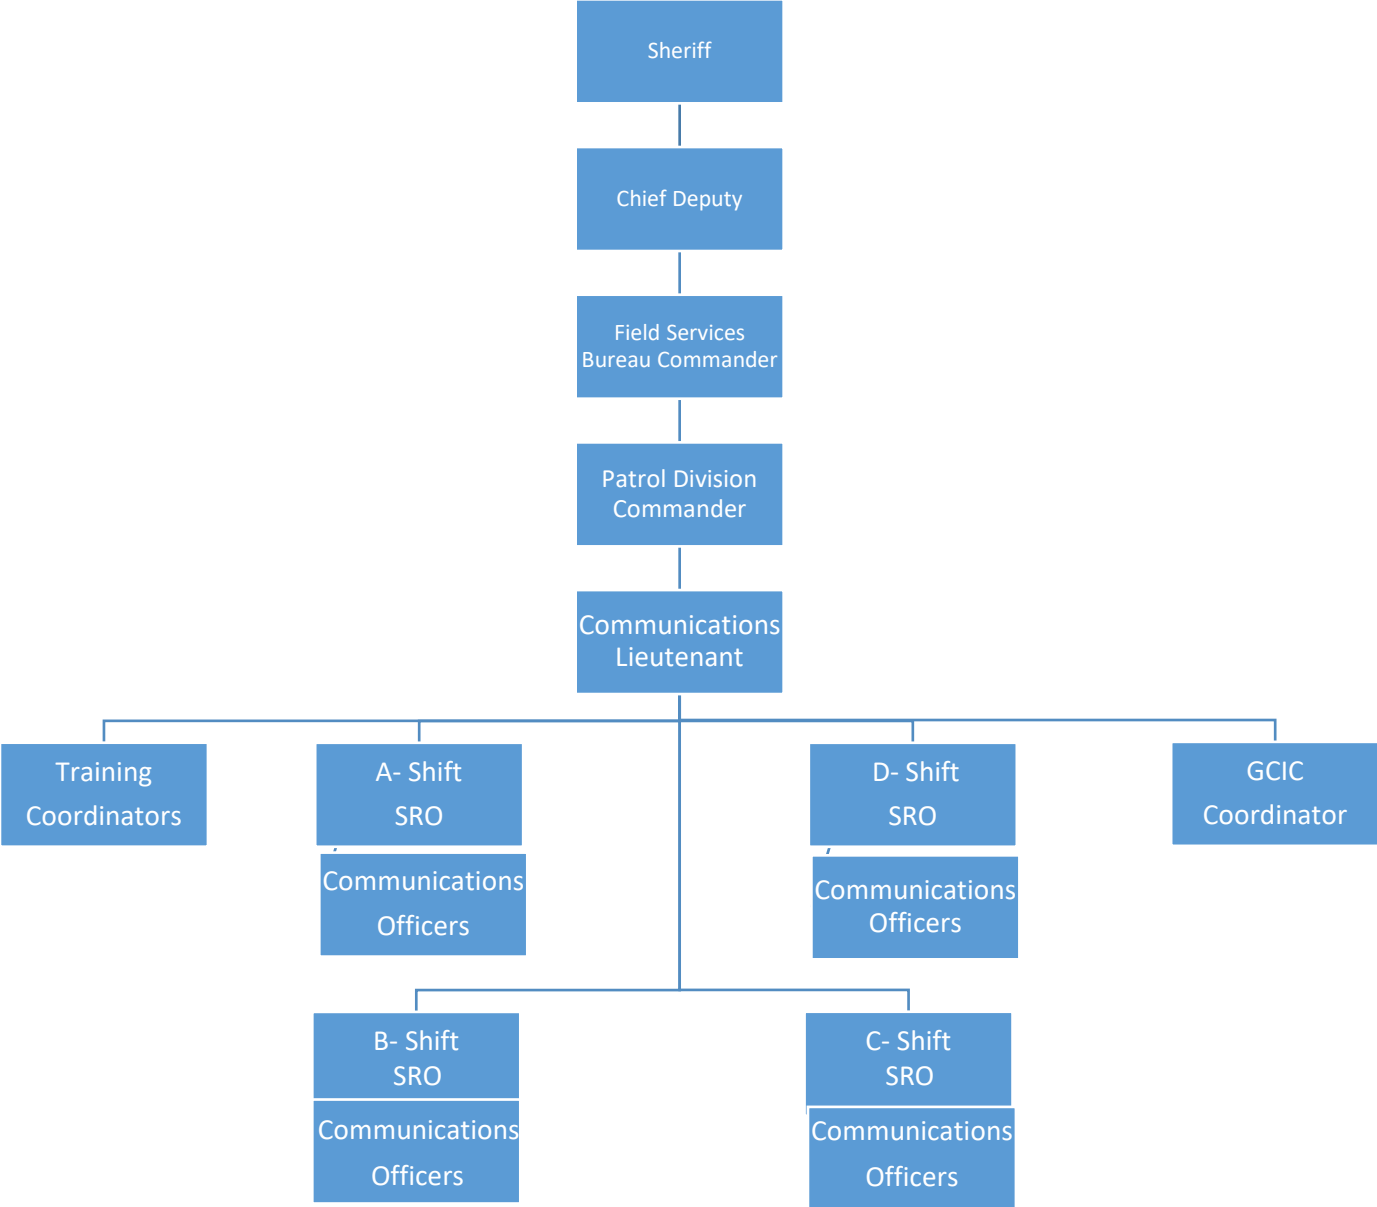 Sheriff
Chief Deputy
Field Services
Bureau Commander
Patrol Division
Commander
Communications
Lieutenant
Training
Coordinators
A- Shift
SRO
D- Shift
SRO
GCIC
Coordinator
Communications
Officers
Communications
Officers
B- Shift
SRO
C- Shift
SRO
Communications
Officers
Communications
Officers